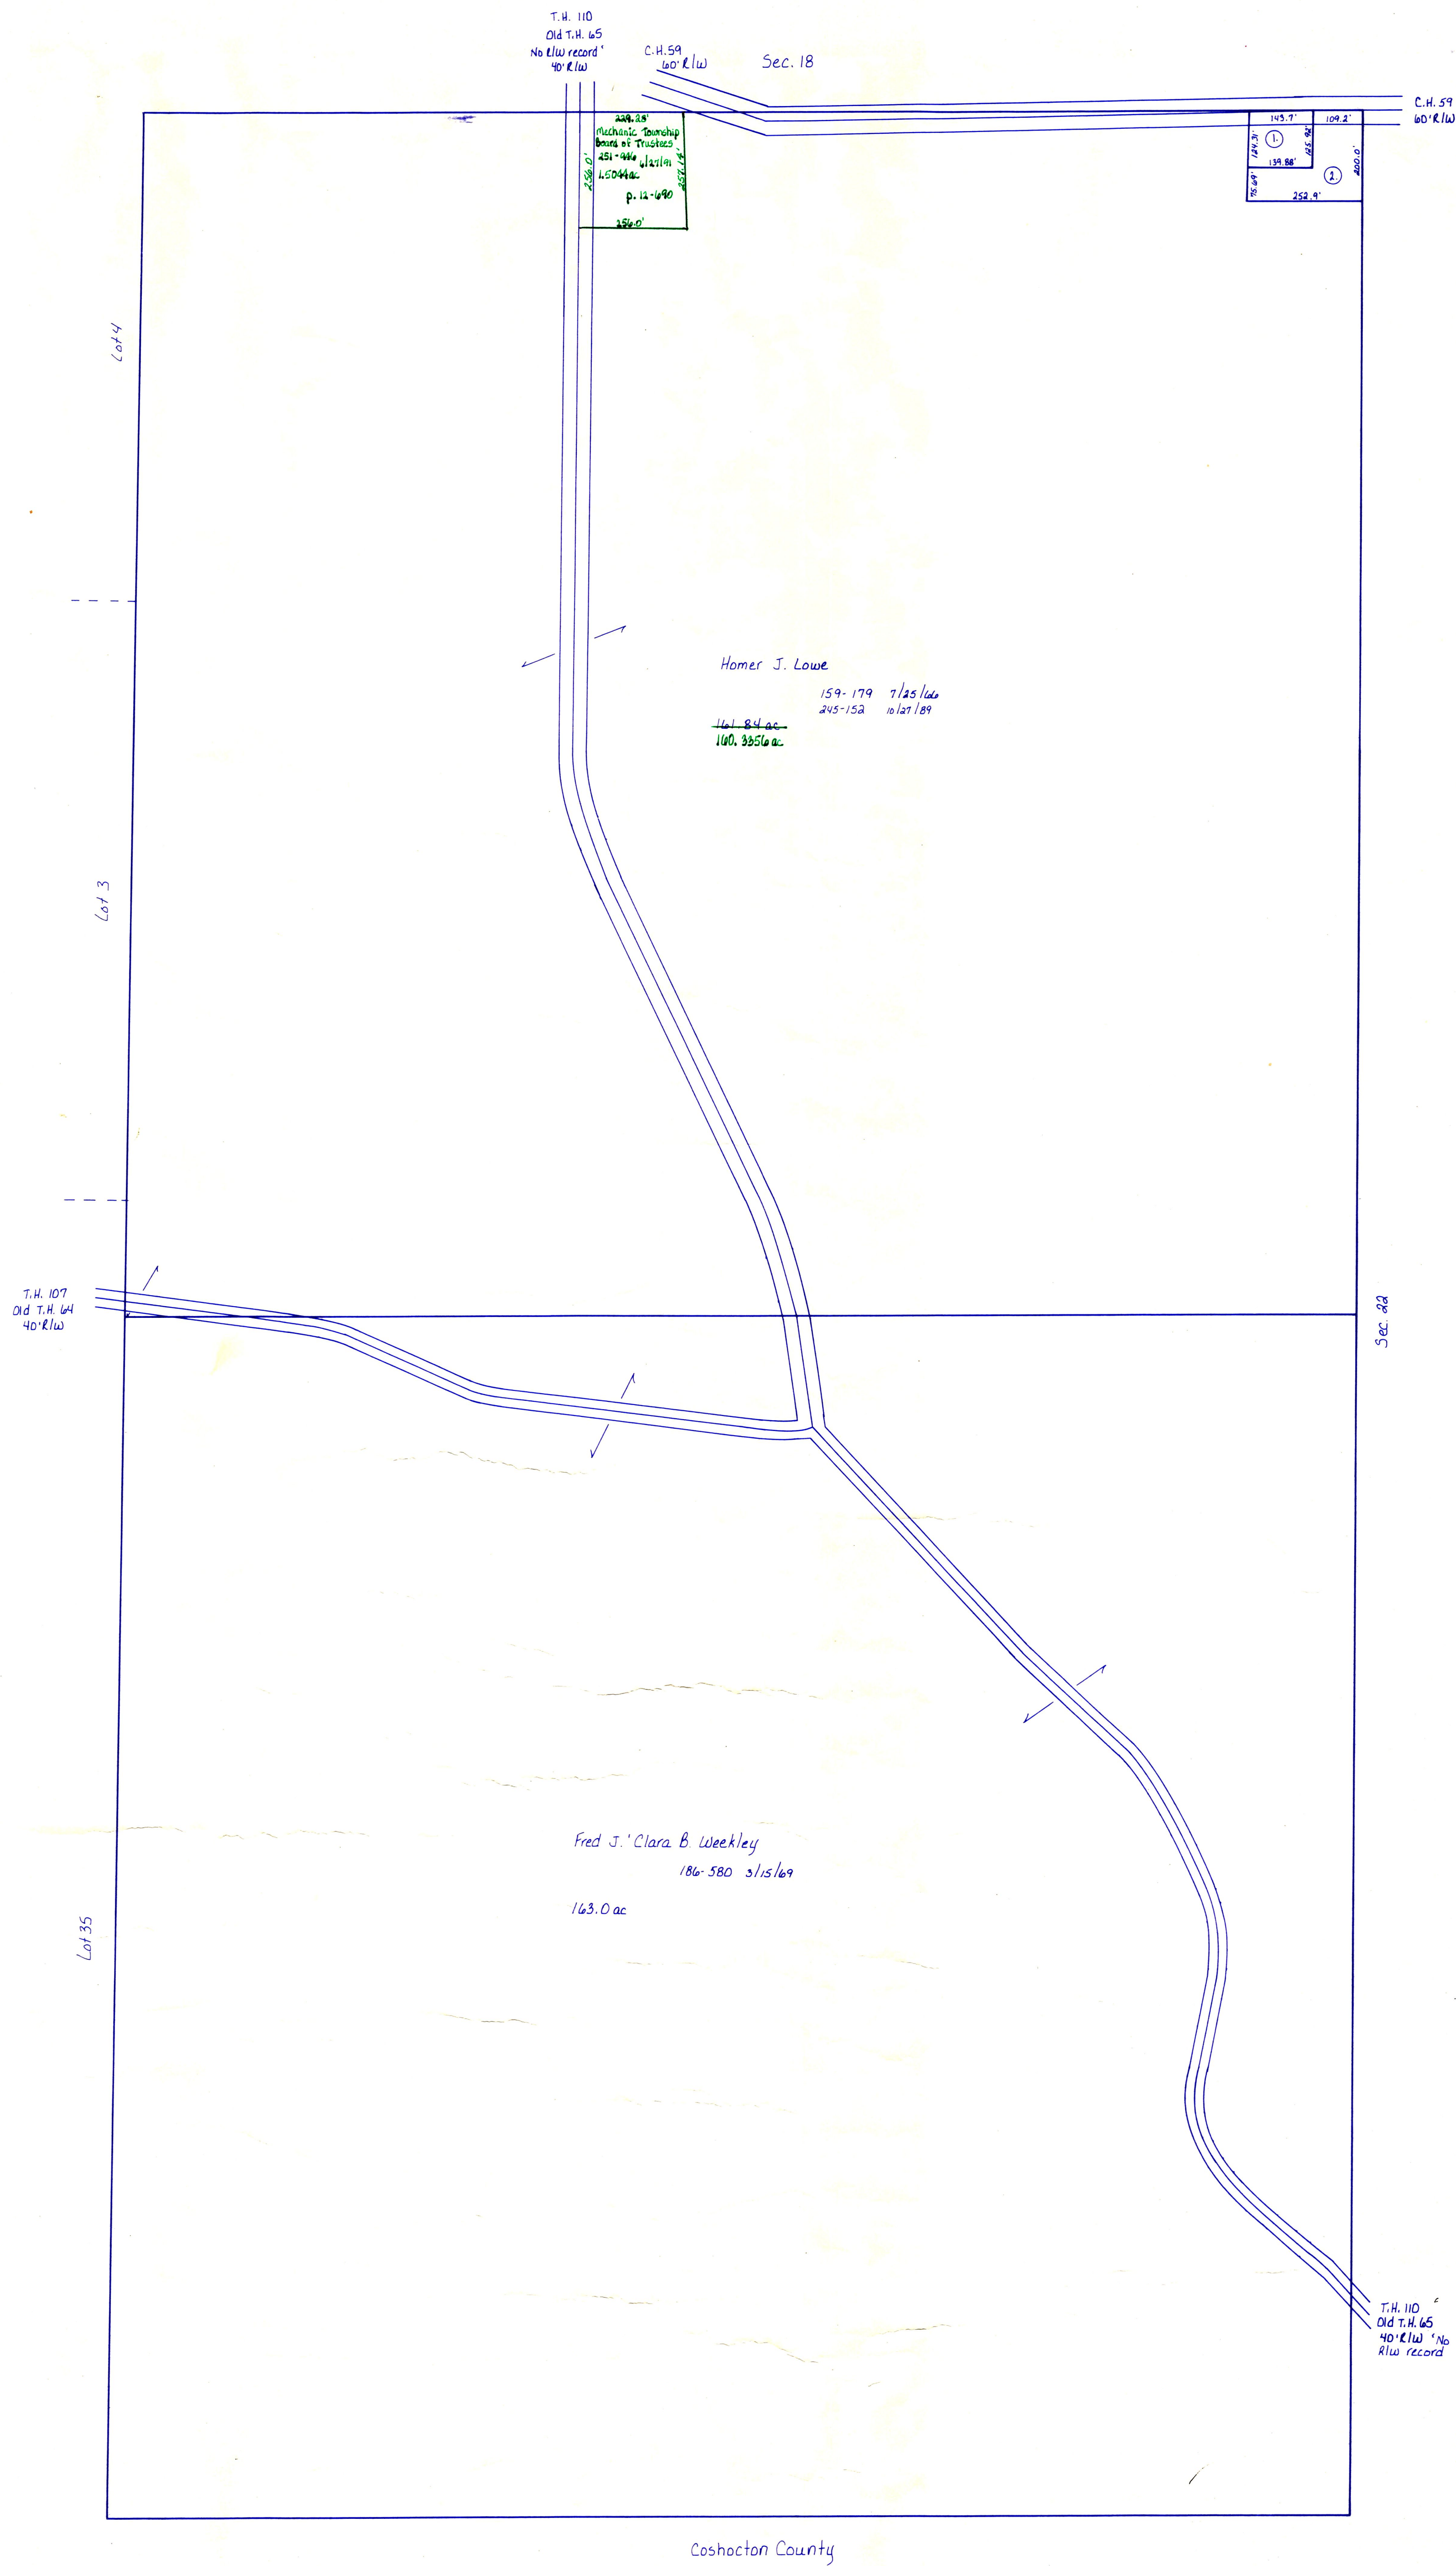 T.H. 110
Old T.H. 65
No R/W record
40' R/W
C.H. 59
60' R/W
Sec. 18
C.H. 59
60' R/W
229.25'
Mechanic Township
Board of Trustees
6/27/91
1.5044ac
p. 12-690
256.0'
257.14'
256.0'
143.7'
109.2'
124.31'
1.
125.92'
139.88'
200.0'
75.69'
2.
252.9'
Lot 4
Homer J. Lowe
159-179 7/25/66
245-152 10/27/89
161.84 ac
160.3356 ac
Lot 3
T.H. 107
Old T.H. 64
40' R/W
Sec. 22
Fred J. ' Clara B. Weekley
186-580 3/15/69
163.0 ac
Lot 35
T.H. 110
Old T.H. 65
40' R/W ' No
R/W record
Coshocton County